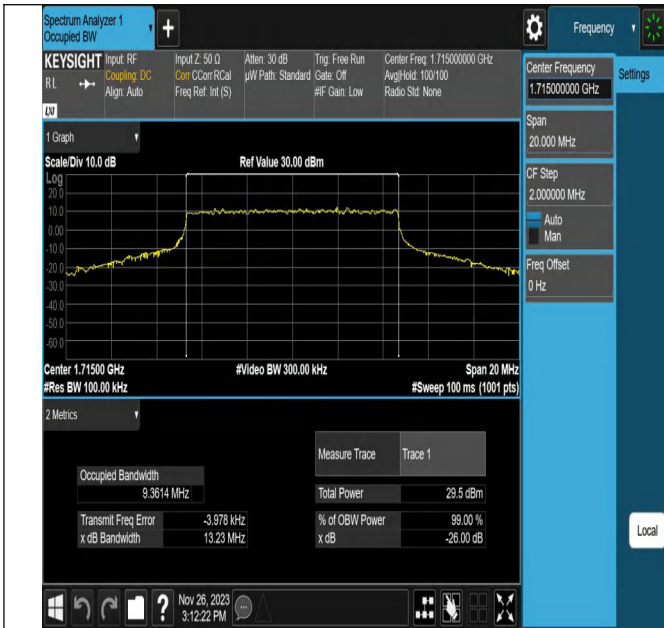 Spectrum Analyzer 1
Occupied BW
Frequency
KEYSIGHT
RL
LXI
Input: RF
Coupling: DC
Align: Auto
Input Z: 50 Ω
Corr CCorr RCal
Freq Ref: Int (S)
Atten: 30 dB
µW Path: Standard
Trig: Free Run
Gate: Off
#IF Gain: Low
Center Freq: 1.715000000 GHz
Avg|Hold: 100/100
Radio Std: None
Center Frequency
1.715000000 GHz
Settings
Span
20.000 MHz
CF Step
2.000000 MHz
Auto
Man
Freq Offset
0 Hz
1 Graph
Scale/Div 10.0 dB
Ref Value 30.00 dBm
Log
20.0
10.0
0.00
-10.0
-20.0
-30.0
-40.0
-50.0
-60.0
Center 1.71500 GHz
#Video BW 300.00 kHz
Span 20 MHz
#Res BW 100.00 kHz
#Sweep 100 ms (1001 pts)
2 Metrics
Measure Trace
Trace 1
Occupied Bandwidth
9.3614 MHz
Total Power
29.5 dBm
Transmit Freq Error
-3.978 kHz
% of OBW Power
99.00 %
x dB Bandwidth
13.23 MHz
x dB
-26.00 dB
Local
?
Nov 26, 2023
3:12:22 PM